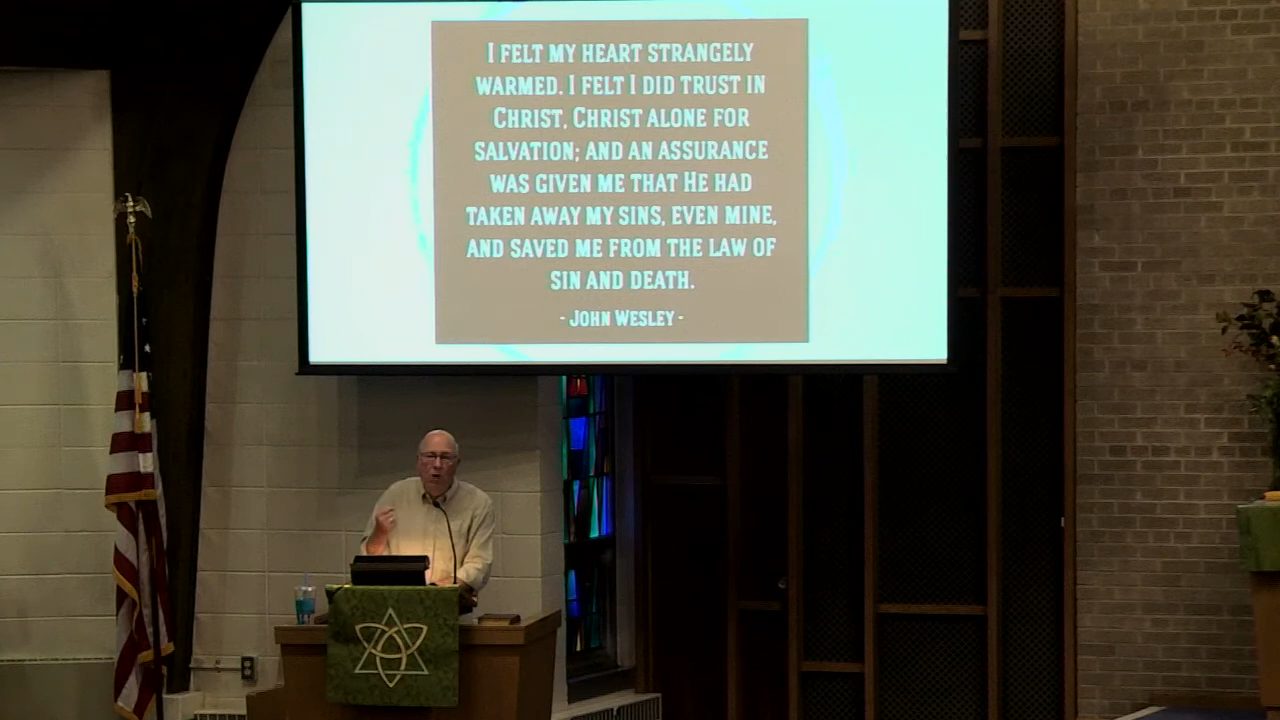 I FELT MY HEART STRANGELY
WARMED. I FELT I DID TRUST IN
CHRIST, CHRIST ALONE FOR
SALVATION; AND AN ASSURANCE
WAS GIVEN ME THAT HE HAD
TAKEN AWAY MY SINS, EVEN MINE,
AND SAVED ME FROM THE LAW OF
SIN AND DEATH.
- JOHN WESLEY -